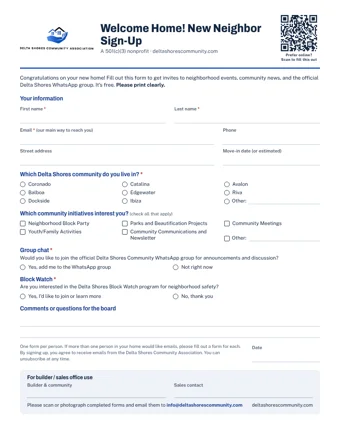 Welcome Home! New Neighbor
Sign-Up
A 501(c)(3) nonprofit · deltashorescommunity.com
DELTA SHORES COMMUNITY ASSOCIATION
Prefer online?
Scan to fill this out
Congratulations on your new home! Fill out this form to get invites to neighborhood events, community news, and the official
Delta Shores WhatsApp group. It's free. Please print clearly.
Your information
First name *
Last name *
Email * (our main way to reach you)
Phone
Street address
Move-in date (or estimated)
Which Delta Shores community do you live in? *
Coronado
Catalina
Avalon
Balboa
Edgewater
Riva
Dockside
Ibiza
Other:
Which community initiatives interest you? (check all that apply)
Neighborhood Block Party
Parks and Beautification Projects
Community Meetings
Youth/Family Activities
Community Communications and
Newsletter
Other:
Group chat *
Would you like to join the official Delta Shores Community WhatsApp group for announcements and discussion?
Yes, add me to the WhatsApp group
Not right now
Block Watch *
Are you interested in the Delta Shores Block Watch program for neighborhood safety?
Yes, I'd like to join or learn more
No, thank you
Comments or questions for the board
One form per person. If more than one person in your home would like emails, please fill out a form for each.
By signing up, you agree to receive emails from the Delta Shores Community Association. You can
unsubscribe at any time.
Date
For builder / sales office use
Builder & community
Sales contact
Please scan or photograph completed forms and email them to info@deltashorescommunity.com
deltashorescommunity.com